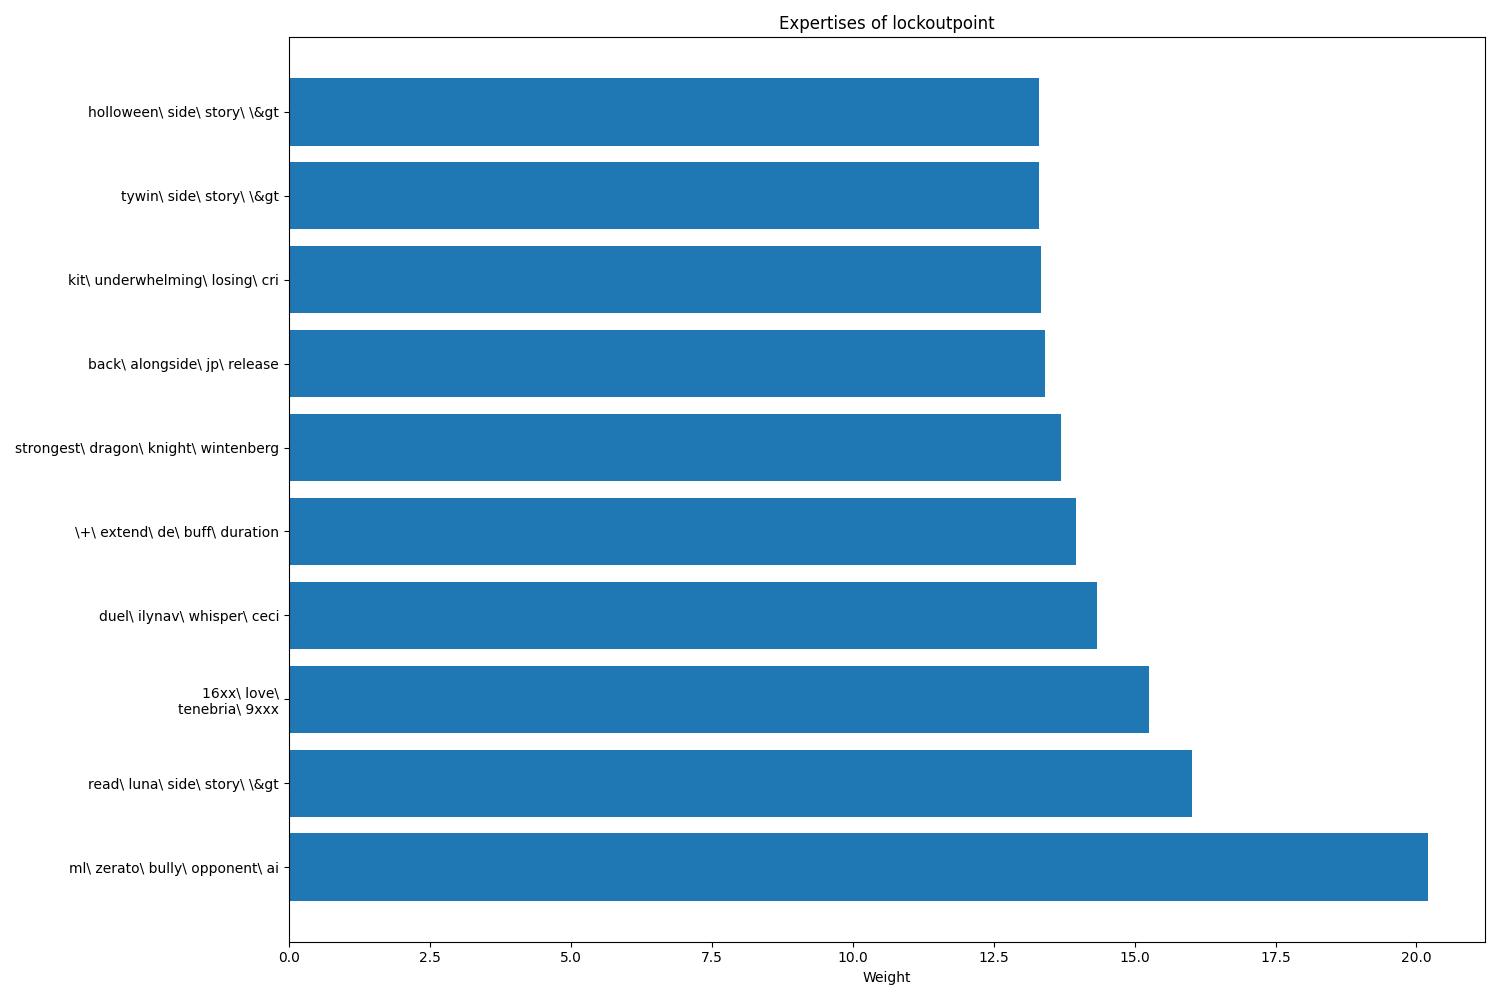 Expertises of lockoutpoint
holloween\ side\ story\ \&gt
tywin\ side\ story\ \&gt
kit\ underwhelming\ losing\ cri
back\ alongside\ jp\ release
strongest\ dragon\ knight\ wintenberg
\+\ extend\ de\ buff\ duration
duel\ ilynav\ whisper\ ceci
16xx\ love\
tenebria\ 9xxx
read\ luna\ side\ story\ \&gt
ml\ zerato\ bully\ opponent\ ai
0.0 2.5 5.0 7.5 10.0 12.5 15.0 17.5 20.0
Weight